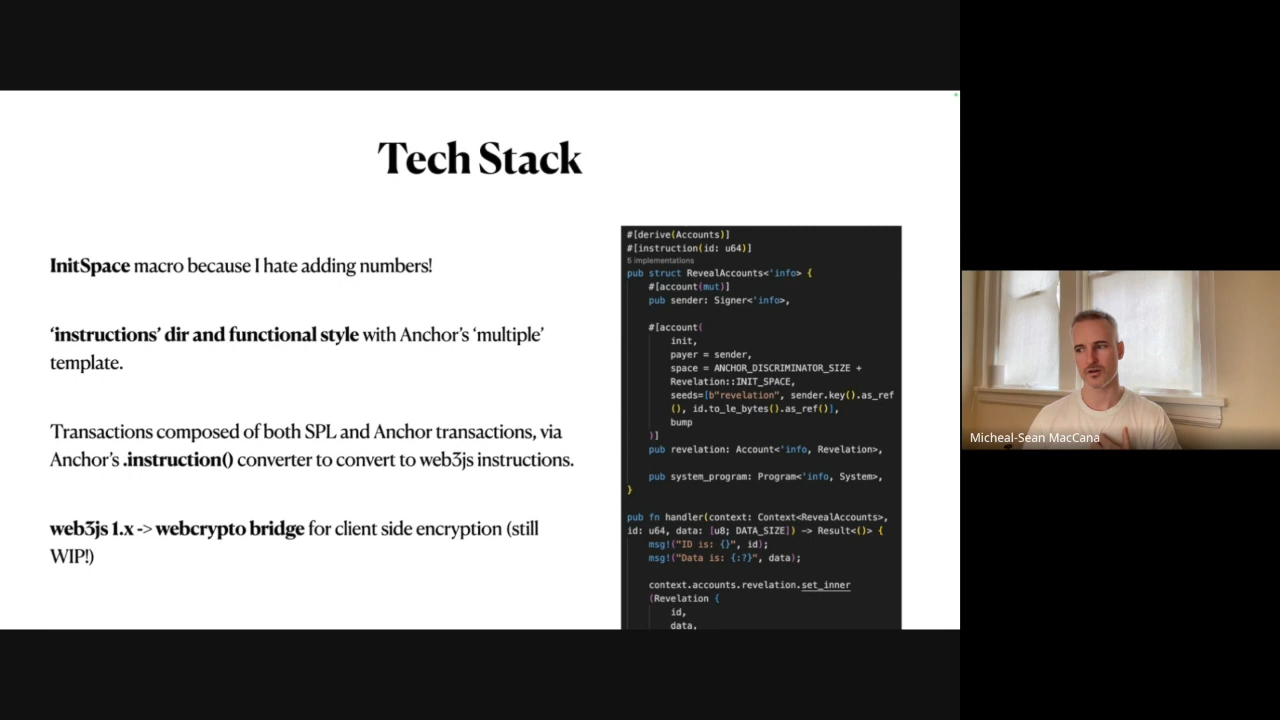 Tech Stack
InitSpace macro because I hate adding numbers!
‘instructions’ dir and functional style with Anchor’s ‘multiple’
template.
Transactions composed of both SPL and Anchor transactions, via
Anchor’s .instruction() converter to convert to web3js instructions.
web3js 1.x -> webcrypto bridge for client side encryption (still
WIP!)
#[derive(Accounts)]
#[instruction(id: u64)]
5 implementations
pub struct RevealAccounts<'info> {
#[account(mut)]
pub sender: Signer<'info>,
#[account(
init,
payer = sender,
space = ANCHOR_DISCRIMINATOR_SIZE +
Revelation::INIT_SPACE,
seeds=[b"revelation", sender.key().as_ref
(), id.to_le_bytes().as_ref()],
bump
)]
pub revelation: Account<'info, Revelation>,
pub system_program: Program<'info, System>,
}
pub fn handler(context: Context<RevealAccounts>,
id: u64, data: [u8; DATA_SIZE]) -> Result<()> {
msg!("ID is: {}", id);
msg!("Data is: {:?}", data);
context.accounts.revelation.set_inner
(Revelation {
id,
data,
Micheal-Sean MacCana